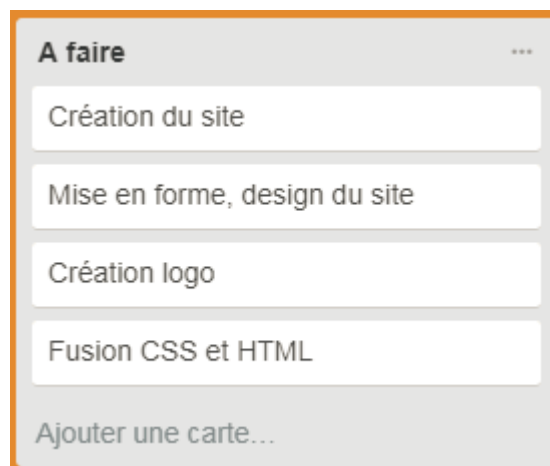 A faire
Création du site
Mise en forme, design du site
Création logo
Fusion CSS et HTML
Ajouter une carte...